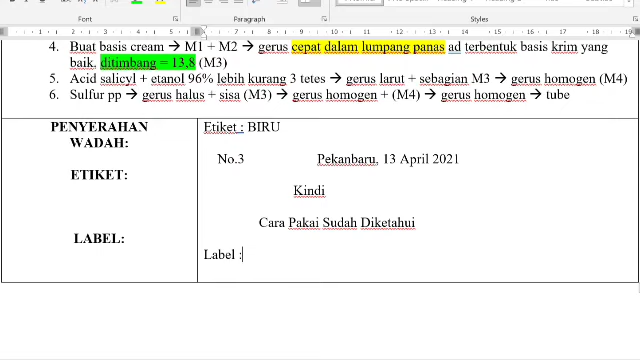 Font
Paragraph
Styles
4. Buat basis cream → M1 + M2 → gerus cepat dalam lumpang panas ad terbentuk basis krim yang
baik, ditimbang = 13,8 (M3)
5. Acid salicyl + etanol 96% lebih kurang 3 tetes → gerus larut + sebagian M3 → gerus homogen (M4)
6. Sulfur pp → gerus halus + sisa (M3) → gerus homogen + (M4) → gerus homogen → tube
PENYERAHAN
WADAH:
ETIKET:
LABEL:
Etiket : BIRU
No.3 Pekanbaru, 13 April 2021
Kindi
Cara Pakai Sudah Diketahui
Label :